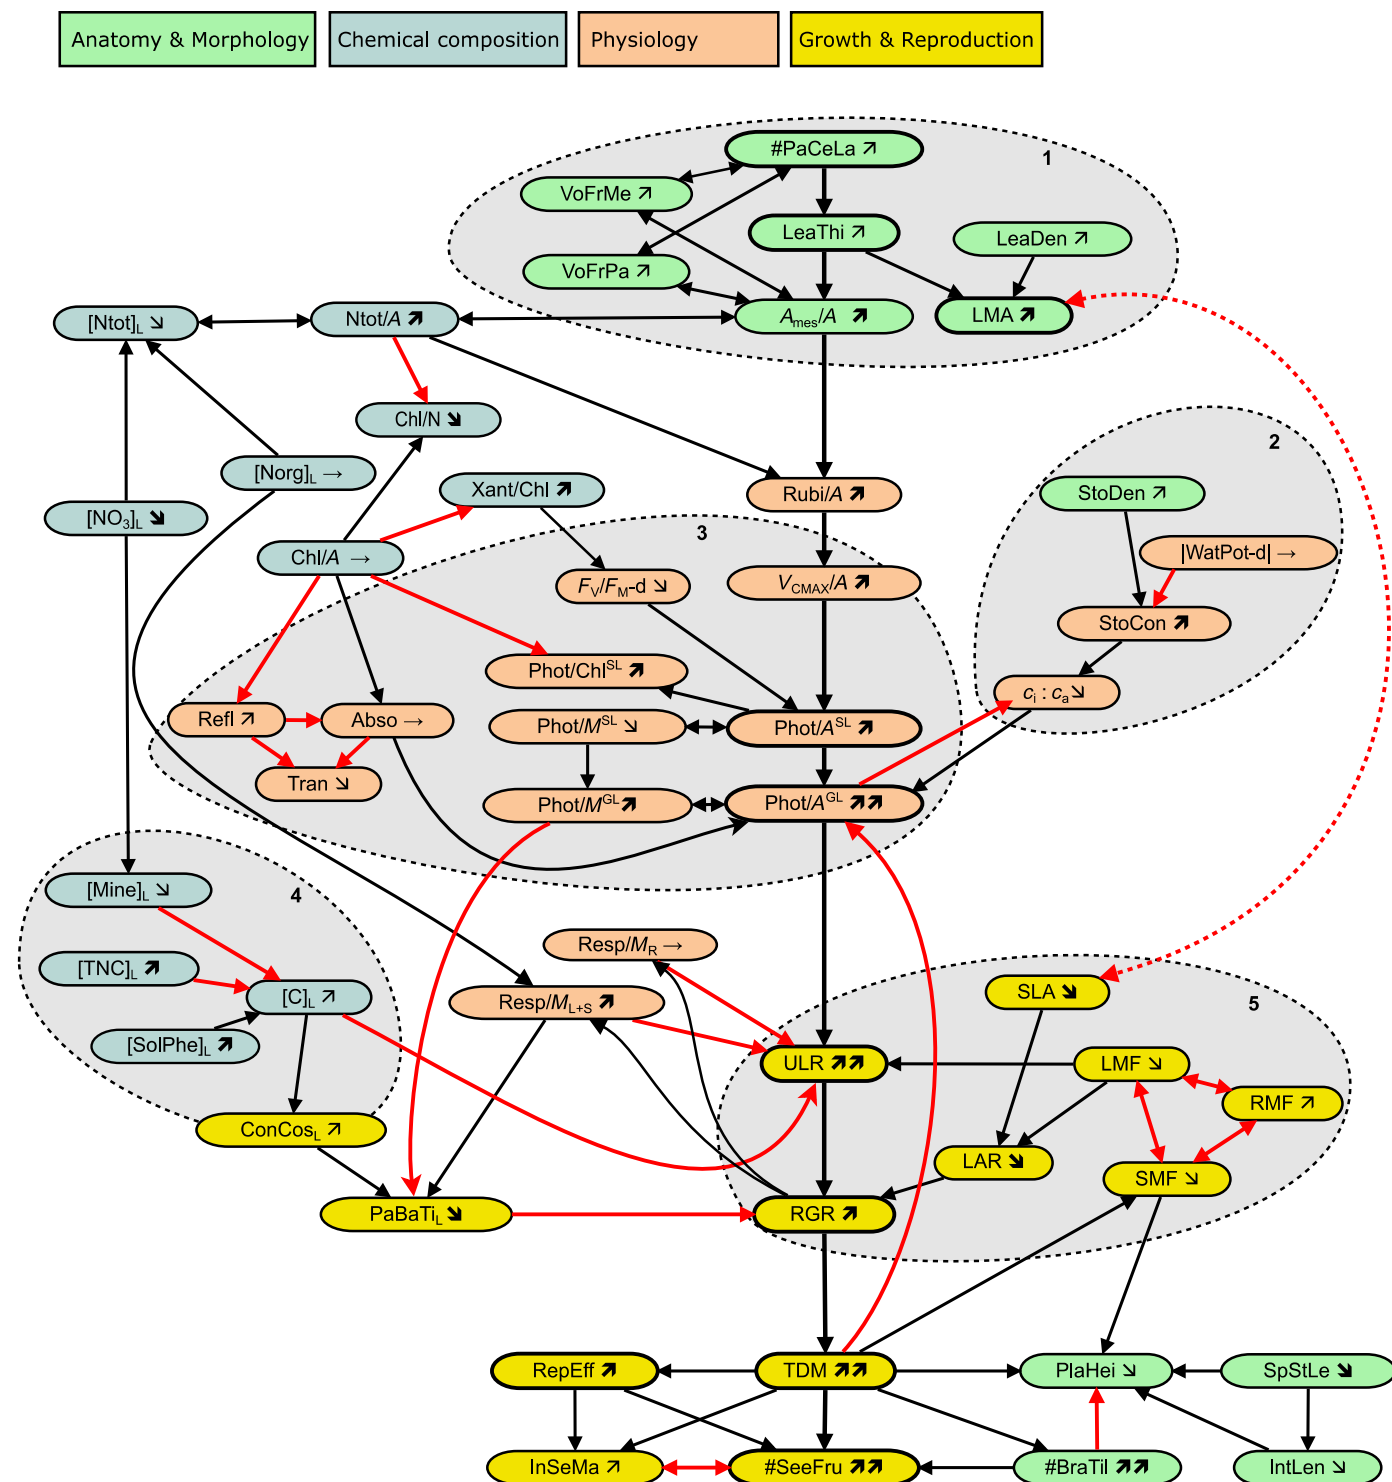 Anatomy & Morphology Chemical composition Physiology Growth & Reproduction
#PaCeLa ↗ 1
VoFrMe ↗
LeaThi ↗ LeaDen ↗
VoFrPa ↗
[Ntot]L ↘ Ntot/A ↗ Ames/A ↗ LMA ↗
Chl/N ↘
2
[Norg]L → Xant/Chl ↗ Rubi/A ↗ StoDen ↗
[NO3]L ↘
3
Chl/A → |WatPot-d| →
FV/FM-d ↘ VCMAX/A ↗
StoCon ↗
Phot/ChlSL ↗
ci : ca ↘
Refl ↗ Abso → Phot/MSL ↘ Phot/ASL ↗
Tran ↘
Phot/MGL ↗ Phot/AGL ↗↗
[Mine]L ↘ 4
Resp/MR →
[TNC]L ↗
[C]L ↗ Resp/ML+S ↗ SLA ↘ 5
[SolPhe]L ↗
ULR ↗↗ LMF ↘
RMF ↗
ConCosL ↗
LAR ↘
SMF ↘
PaBaTiL ↘ RGR ↗
RepEff ↗ TDM ↗↗ PlaHei ↘ SpStLe ↘
InSeMa ↗ #SeeFru ↗↗ #BraTil ↗↗ IntLen ↘